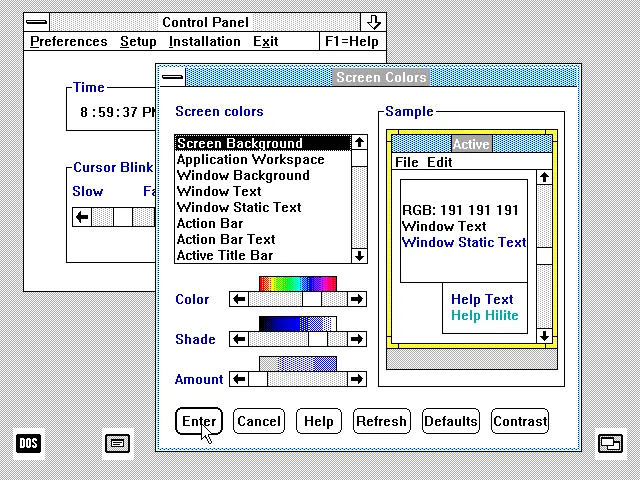 Control Panel
Preferences Setup Installation Exit F1=Help
Screen Colors
Time
8:59:37 PM
Cursor Blink
Slow Fa
Screen colors
Screen Background
Application Workspace
Window Background
Window Text
Window Static Text
Action Bar
Action Bar Text
Active Title Bar
Color
Shade
Amount
Sample
Active
File Edit
RGB: 191 191 191
Window Text
Window Static Text
Help Text
Help Hilite
Enter Cancel Help Refresh Defaults Contrast
DOS